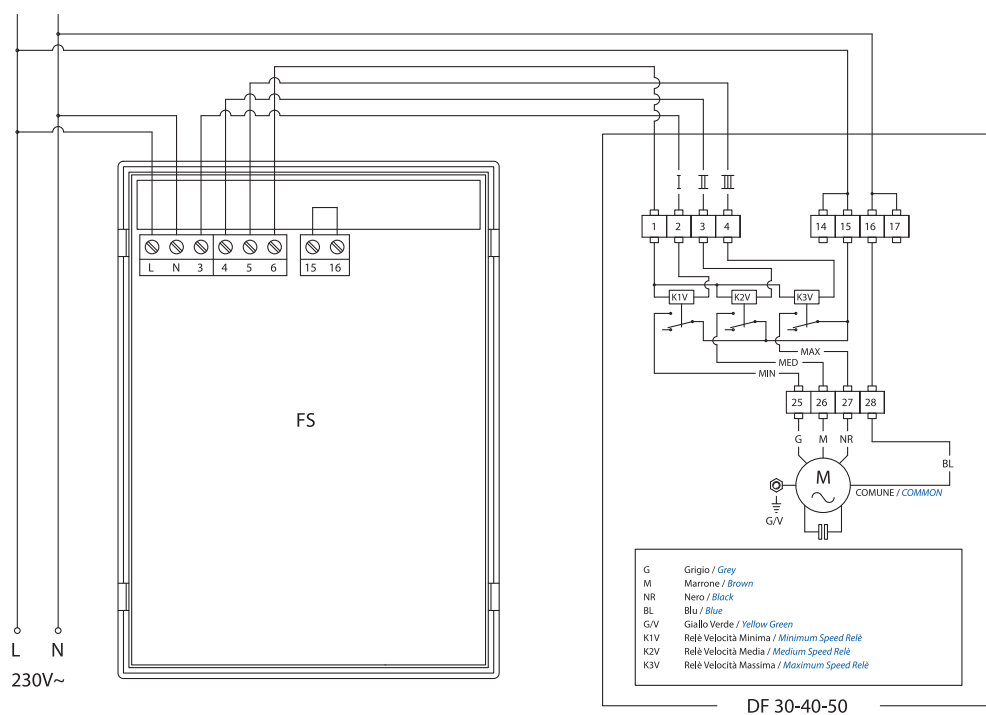 I II III
1 2 3 4
14 15 16 17
L N 3 4 5 6
15 16
K1V K2V K3V
MAX
MED
MIN
25 26 27 28
FS
G M NR
BL
M
COMUNE / COMMON
G/V
G Grigio / Grey
M Marrone / Brown
NR Nero / Black
BL Blu / Blue
G/V Giallo Verde / Yellow Green
K1V Relè Velocità Minima / Minimum Speed Relè
K2V Relè Velocità Media / Medium Speed Relè
K3V Relè Velocità Massima / Maximum Speed Relè
L N
230V~
DF 30-40-50